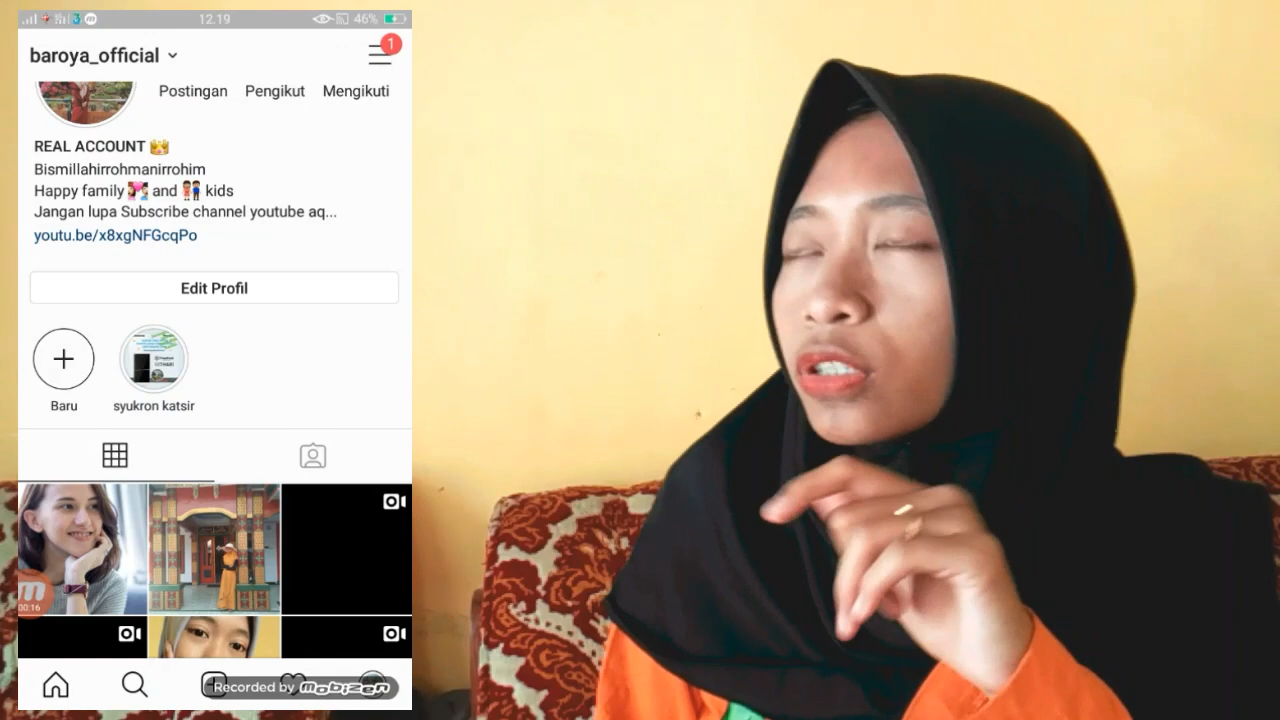 12.19
46%
baroya_official
1
Postingan Pengikut Mengikuti
REAL ACCOUNT
Bismillahirrohmanirrohim
Happy family and kids
Jangan lupa Subscribe channel youtube aq...
youtu.be/x8xgNFGcqPo
Edit Profil
Baru
syukron katsir
00:16
Recorded by mobizen